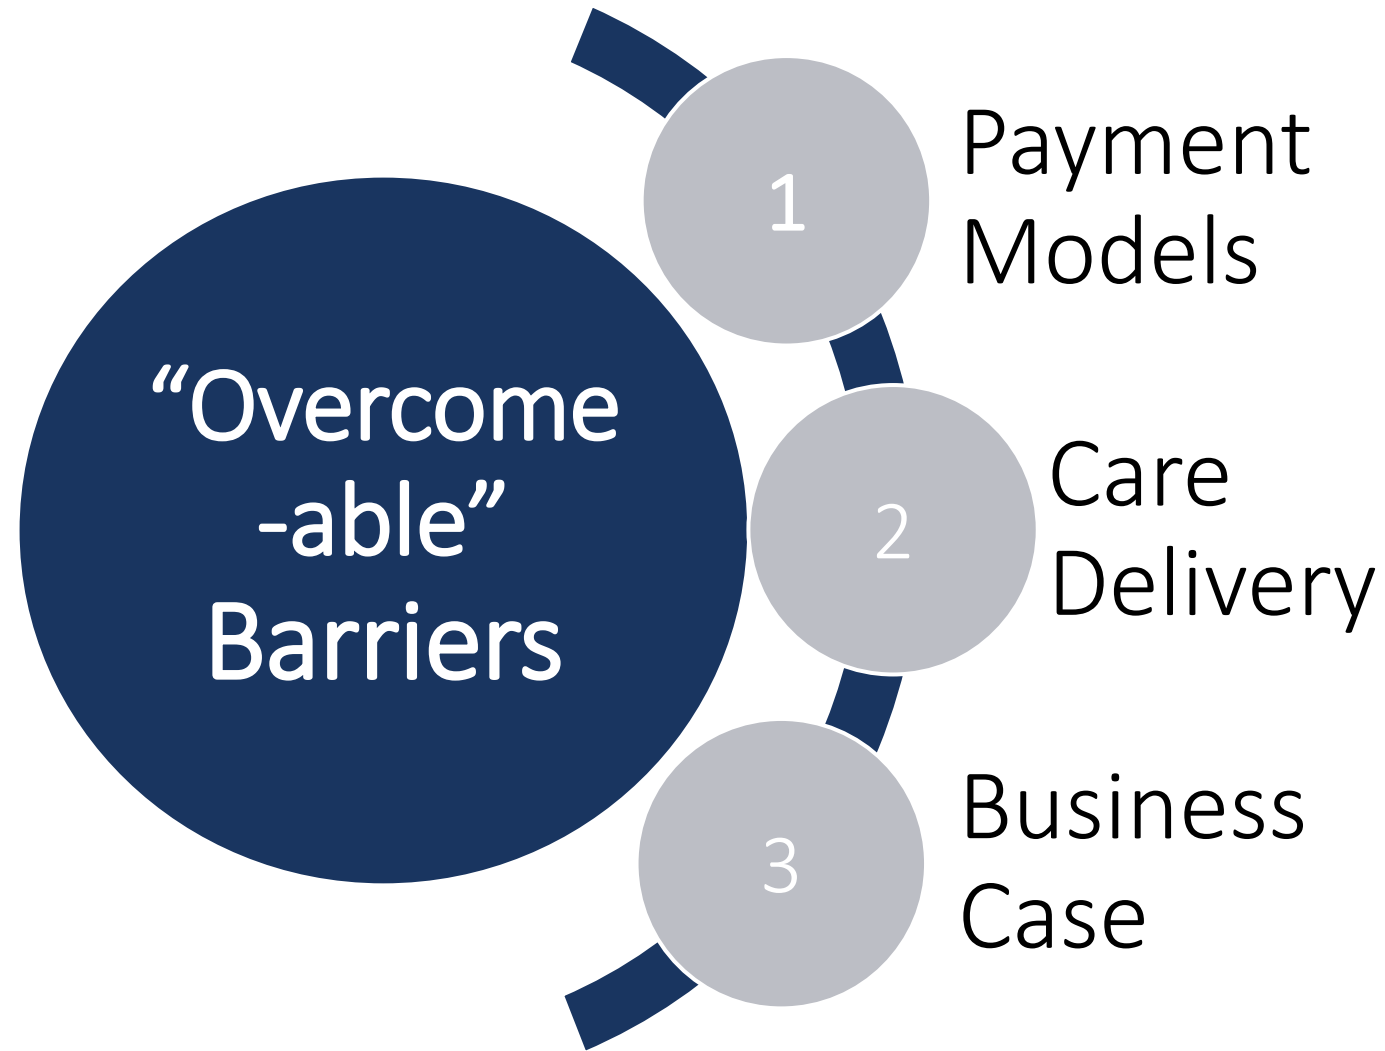 “Overcome
-able”
Barriers
1
Payment
Models
2
Care
Delivery
3
Business
Case